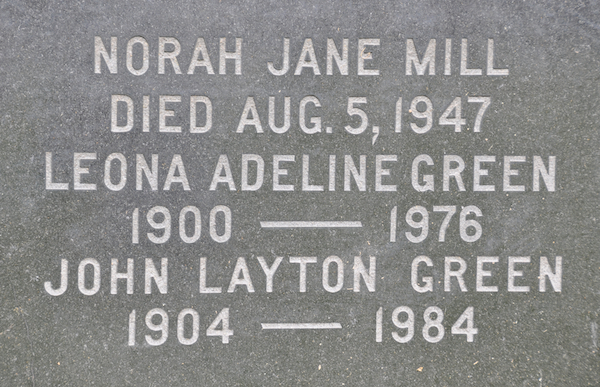 NORAH JANE MILL
DIED AUG. 5, 1947
LEONA ADELINE GREEN
1900 — 1976
JOHN LAYTON GREEN
1904 — 1984